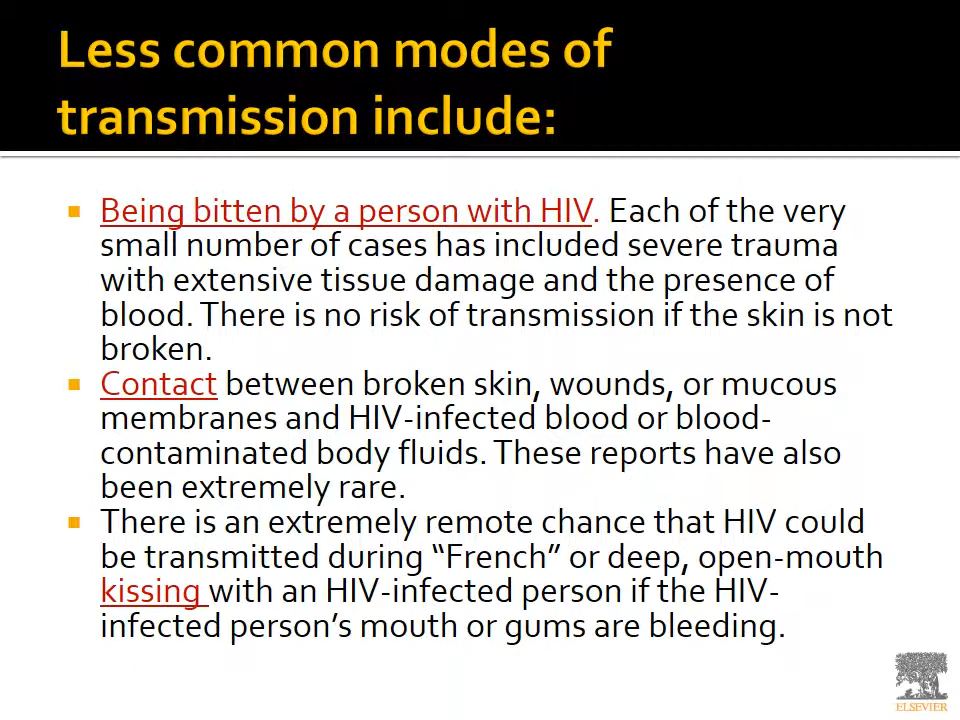 Less common modes of
transmission include:
Being bitten by a person with HIV. Each of the very
small number of cases has included severe trauma
with extensive tissue damage and the presence of
blood. There is no risk of transmission if the skin is not
broken.
Contact between broken skin, wounds, or mucous
membranes and HIV-infected blood or blood-
contaminated body fluids. These reports have also
been extremely rare.
There is an extremely remote chance that HIV could
be transmitted during “French” or deep, open-mouth
kissing with an HIV-infected person if the HIV-
infected person’s mouth or gums are bleeding.
ELSEVIER